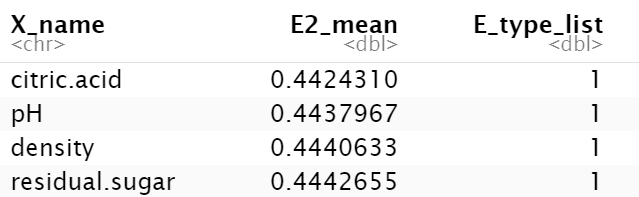 X_name E2_mean E_type_list
<chr> <dbl> <dbl>
citric.acid 0.4424310 1
pH 0.4437967 1
density 0.4440633 1
residual.sugar 0.4442655 1